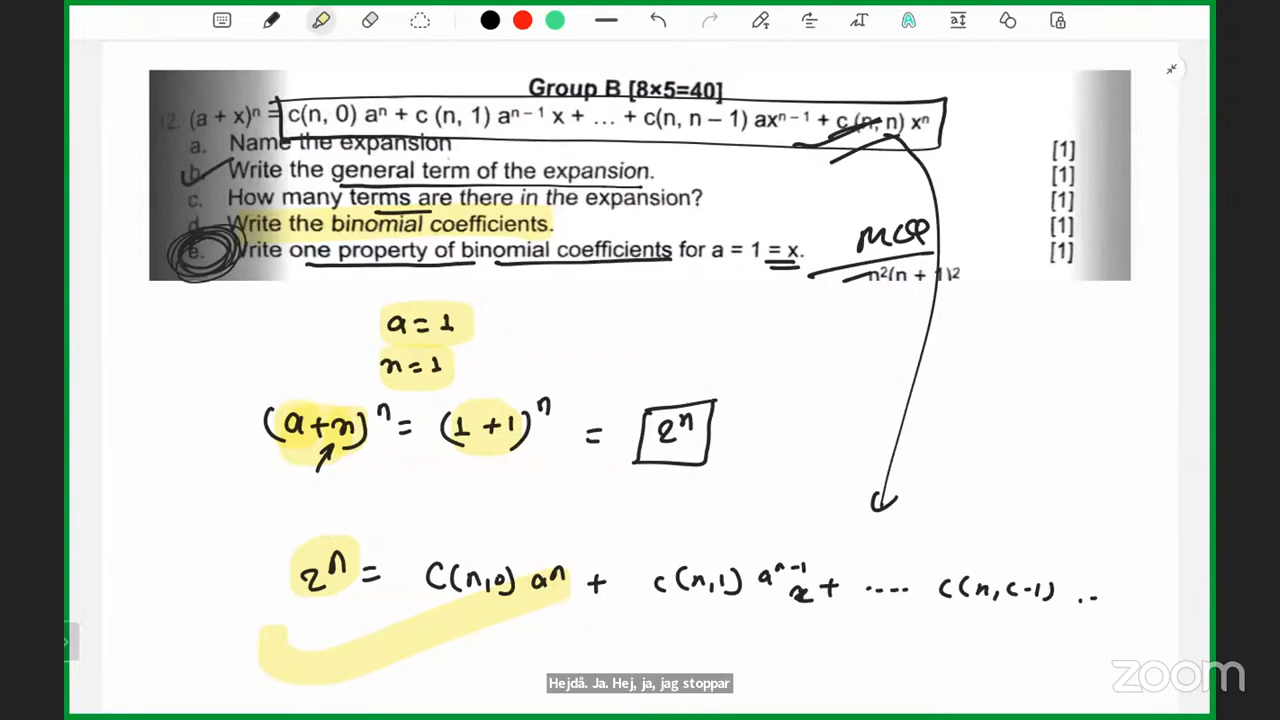 Group B [8×5=40]
12. (a + x)ⁿ = c(n, 0) aⁿ + c (n, 1) aⁿ⁻¹ x + ... + c(n, n − 1) axⁿ⁻¹ + c (n, n) xⁿ
a. Name the expansion [1]
b. Write the general term of the expansion. [1]
c. How many terms are there in the expansion? [1]
d. Write the binomial coefficients. [1]
e. Write one property of binomial coefficients for a = 1 = x. [1]
MCQ
n²(n + 1)²
a = 1
x = 1
(a + x)ⁿ = (1 + 1)ⁿ = 2ⁿ
2ⁿ = C(n,0) aⁿ + c(n,1) aⁿ⁻¹ x + .... c(n, c-1) ..
Hejdå. Ja. Hej, ja, jag stoppar
zoom